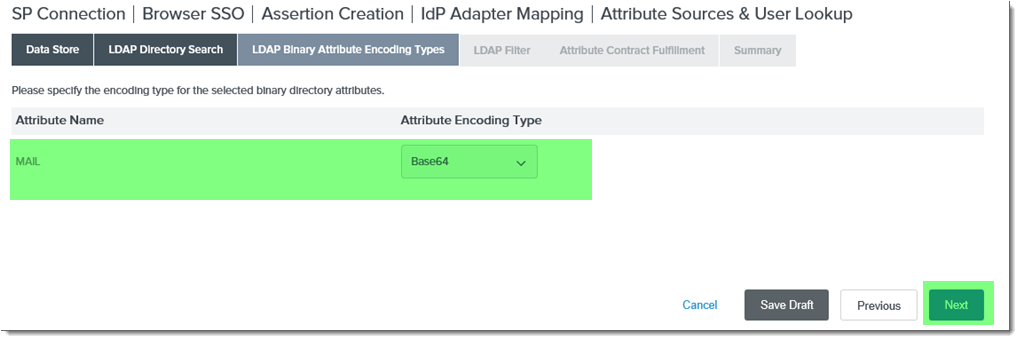 SP Connection | Browser SSO | Assertion Creation | IdP Adapter Mapping | Attribute Sources & User Lookup
Data Store LDAP Directory Search LDAP Binary Attribute Encoding Types LDAP Filter Attribute Contract Fulfillment Summary
Please specify the encoding type for the selected binary directory attributes.
Attribute Name Attribute Encoding Type
MAIL Base64
Cancel Save Draft Previous Next